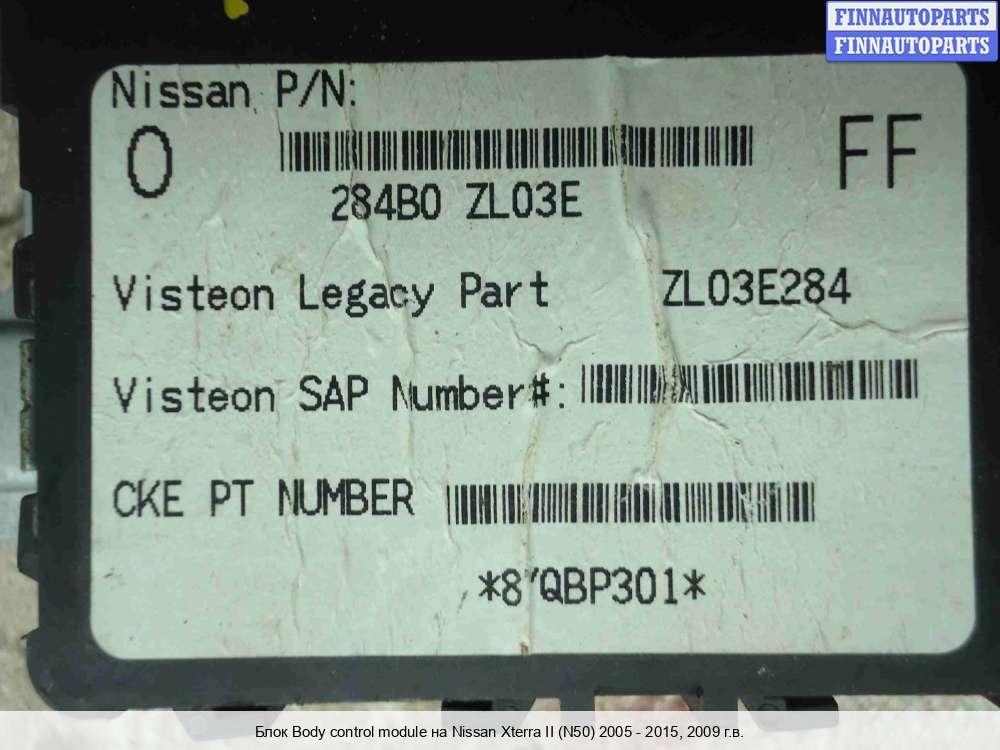 FINNAUTOPARTS
FINNAUTOPARTS
Nissan P/N:
0 FF
284B0 ZL03E
Visteon Legacy Part ZL03E284
Visteon SAP Number#:
CKE PT NUMBER
Блок Body control module на Nissan Xterra II (N50) 2005 - 2015, 2009 г.в.